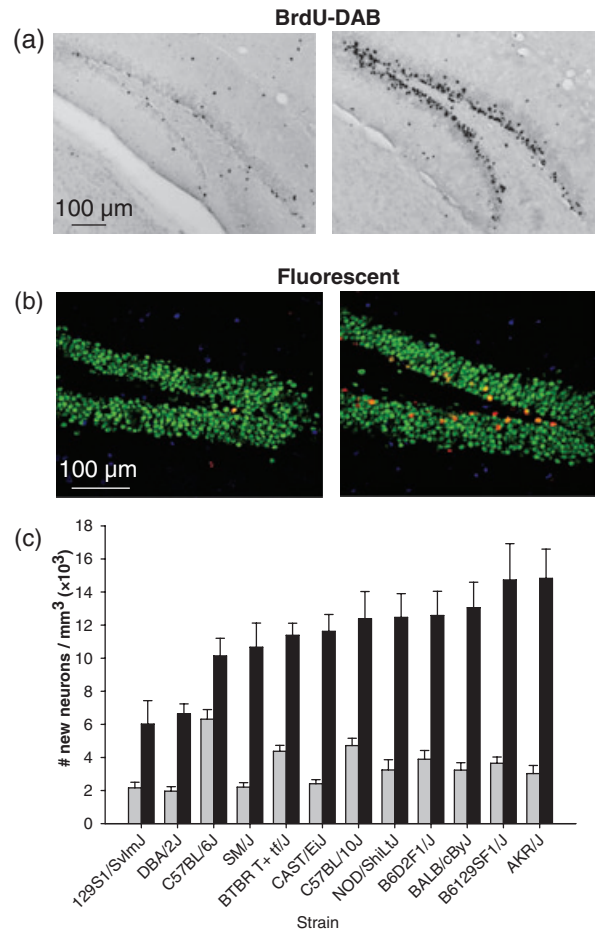 BrdU-DAB
(a)
100 µm
Fluorescent
(b)
100 µm
(c)
# new neurons / mm³ (×10³)
18
16
14
12
10
8
6
4
2
0
129S1/SvlmJ
DBA/2J
C57BL/6J
SM/J
BTBR T+ tf/J
CAST/EiJ
C57BL/10J
NOD/ShiLtJ
B6D2F1/J
BALB/cByJ
B6129SF1/J
AKR/J
Strain